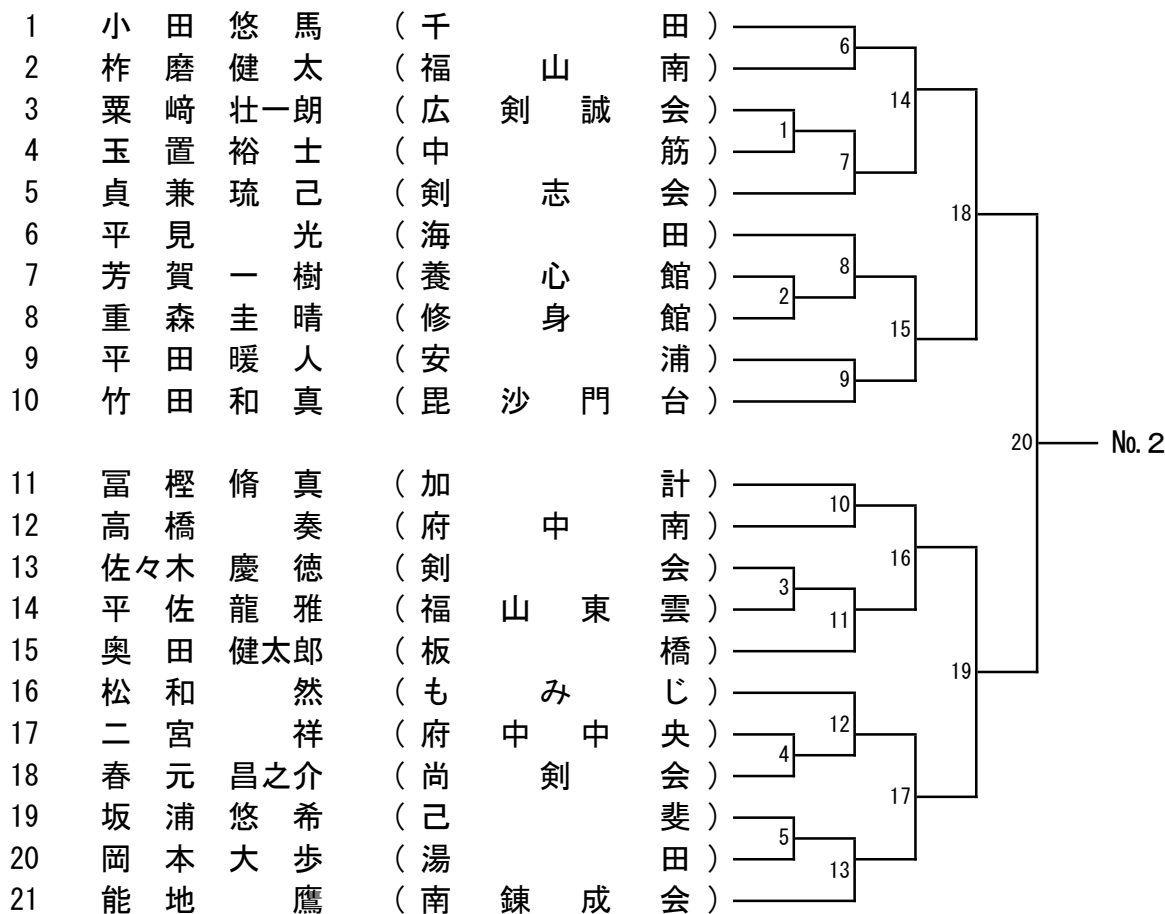 1 小田悠馬 (千田)
2 柞磨健太 (福山南)
3 粟﨑壮一朗 (広剣誠会)
4 玉置裕士 (中筋)
5 貞兼琉己 (剣志会)
6 平見光 (海田)
7 芳賀一樹 (養心館)
8 重森圭晴 (修身館)
9 平田暖人 (安浦)
10 竹田和真 (毘沙門台)
11 冨樫脩真 (加計)
12 高橋奏 (府中南)
13 佐々木慶徳 (剣会)
14 平佐龍雅 (福山東雲)
15 奥田健太郎 (板橋)
16 松和然 (もみじ)
17 二宮祥 (府中中央)
18 春元昌之介 (尚剣会)
19 坂浦悠希 (己斐)
20 岡本大歩 (湯田)
21 能地鷹 (南錬成会)
6
1
7
14
2
8
9
15
18
10
3
11
16
4
12
5
13
17
19
20
№.2